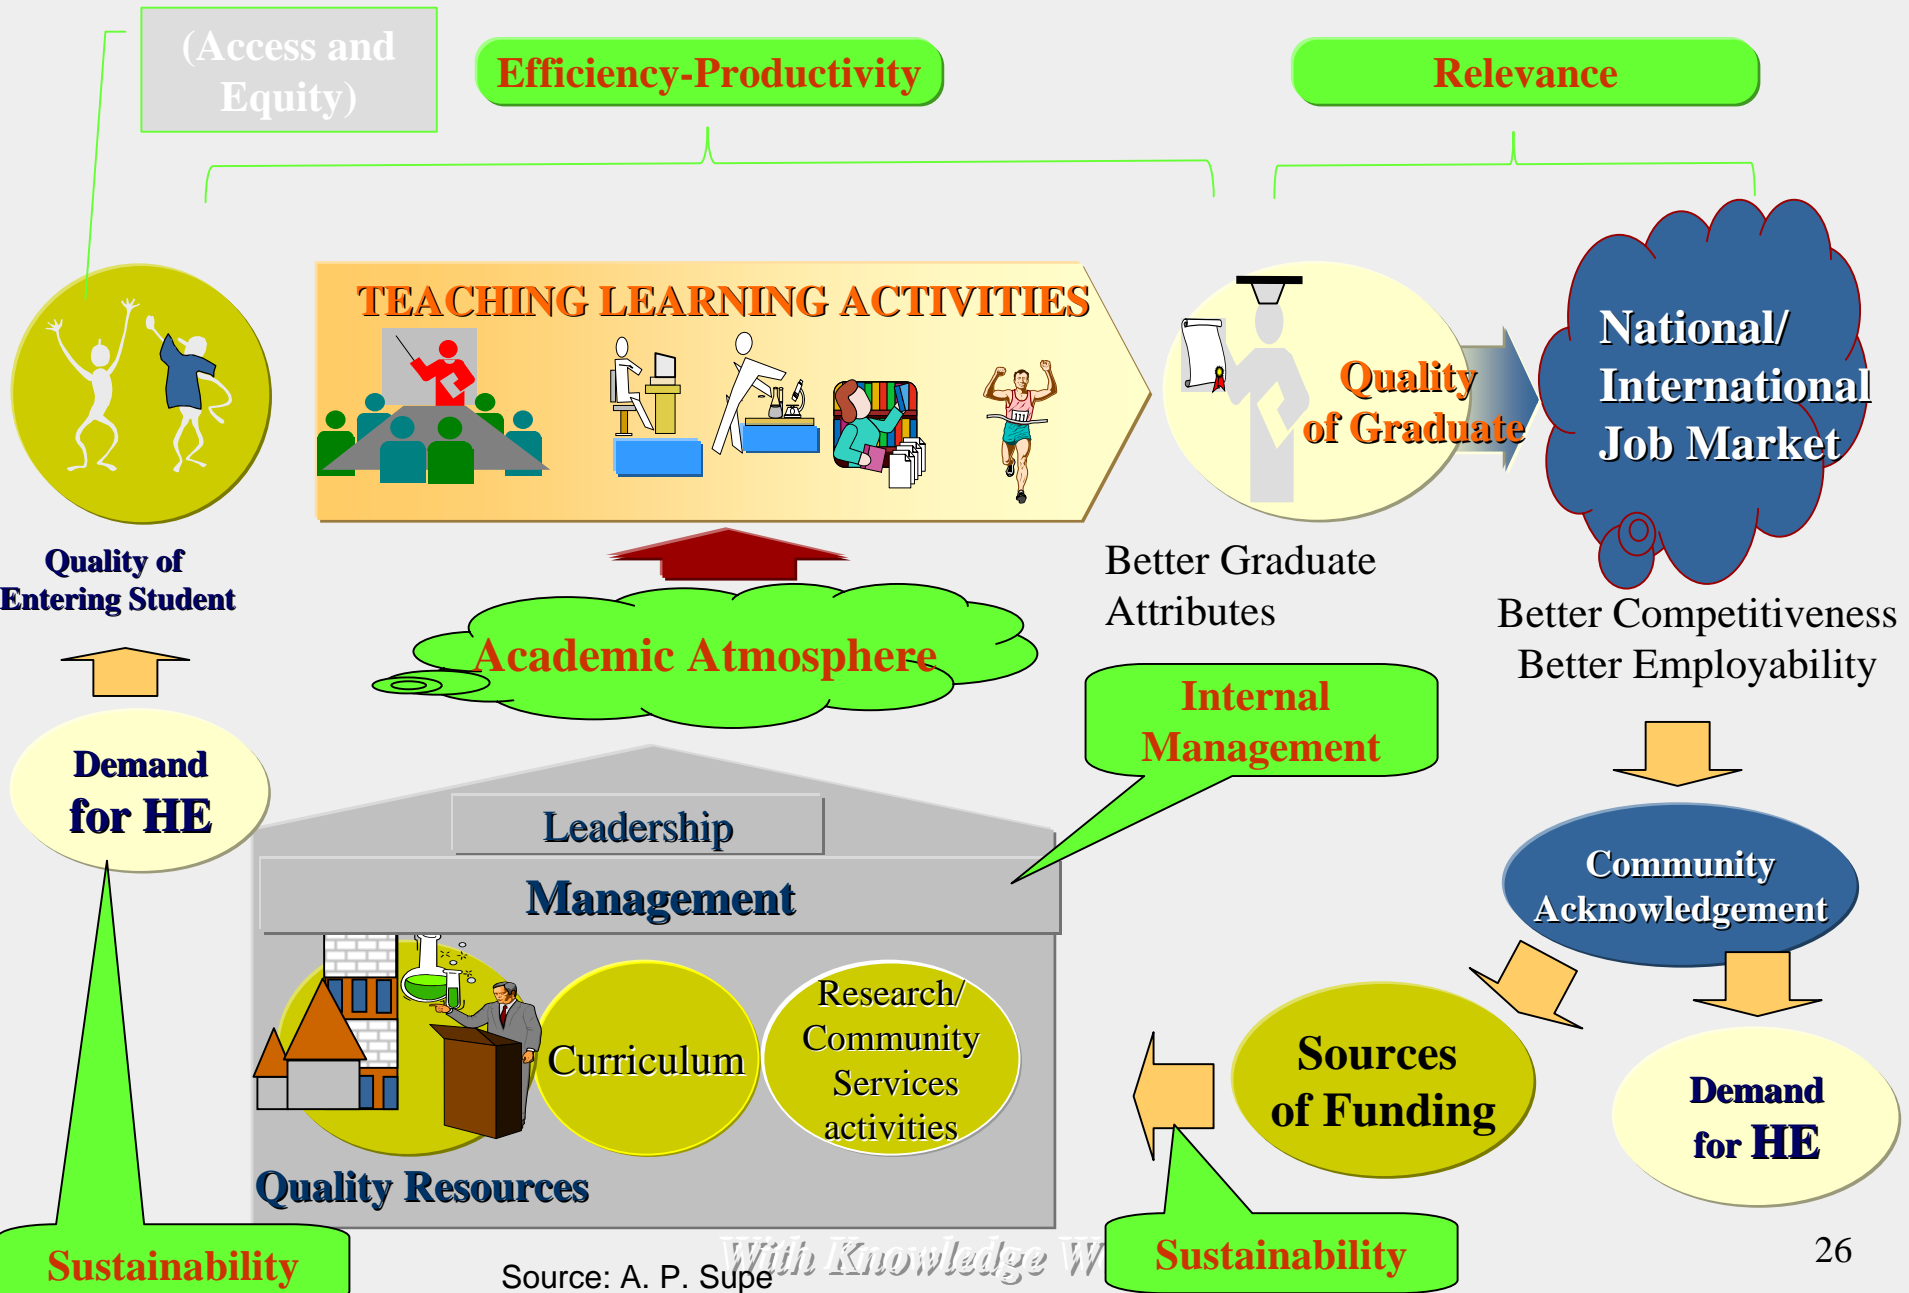 (Access and
Equity)
Efficiency-Productivity
Relevance
TEACHING LEARNING ACTIVITIES
Quality
of Graduate
National/
International
Job Market
Quality of
Entering Student
Better Graduate
Attributes
Better Competitiveness
Better Employability
Academic Atmosphere
Internal
Management
Demand
for HE
Leadership
Management
Community
Acknowledgement
Curriculum
Research/
Community
Services
activities
Sources
of Funding
Demand
for HE
Quality Resources
Sustainability
Source: A. P. Supe
With Knowledge W
Sustainability
26